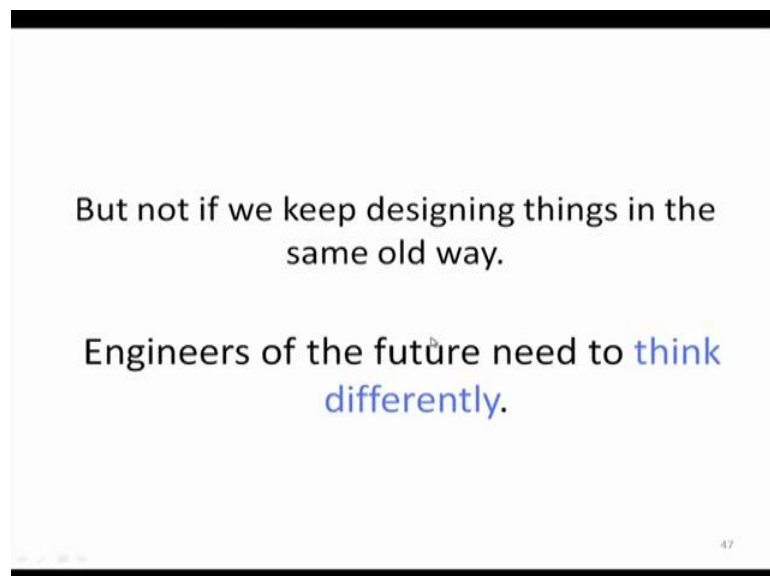 But not if we keep designing things in the
same old way.
Engineers of the future need to think
differently.
47